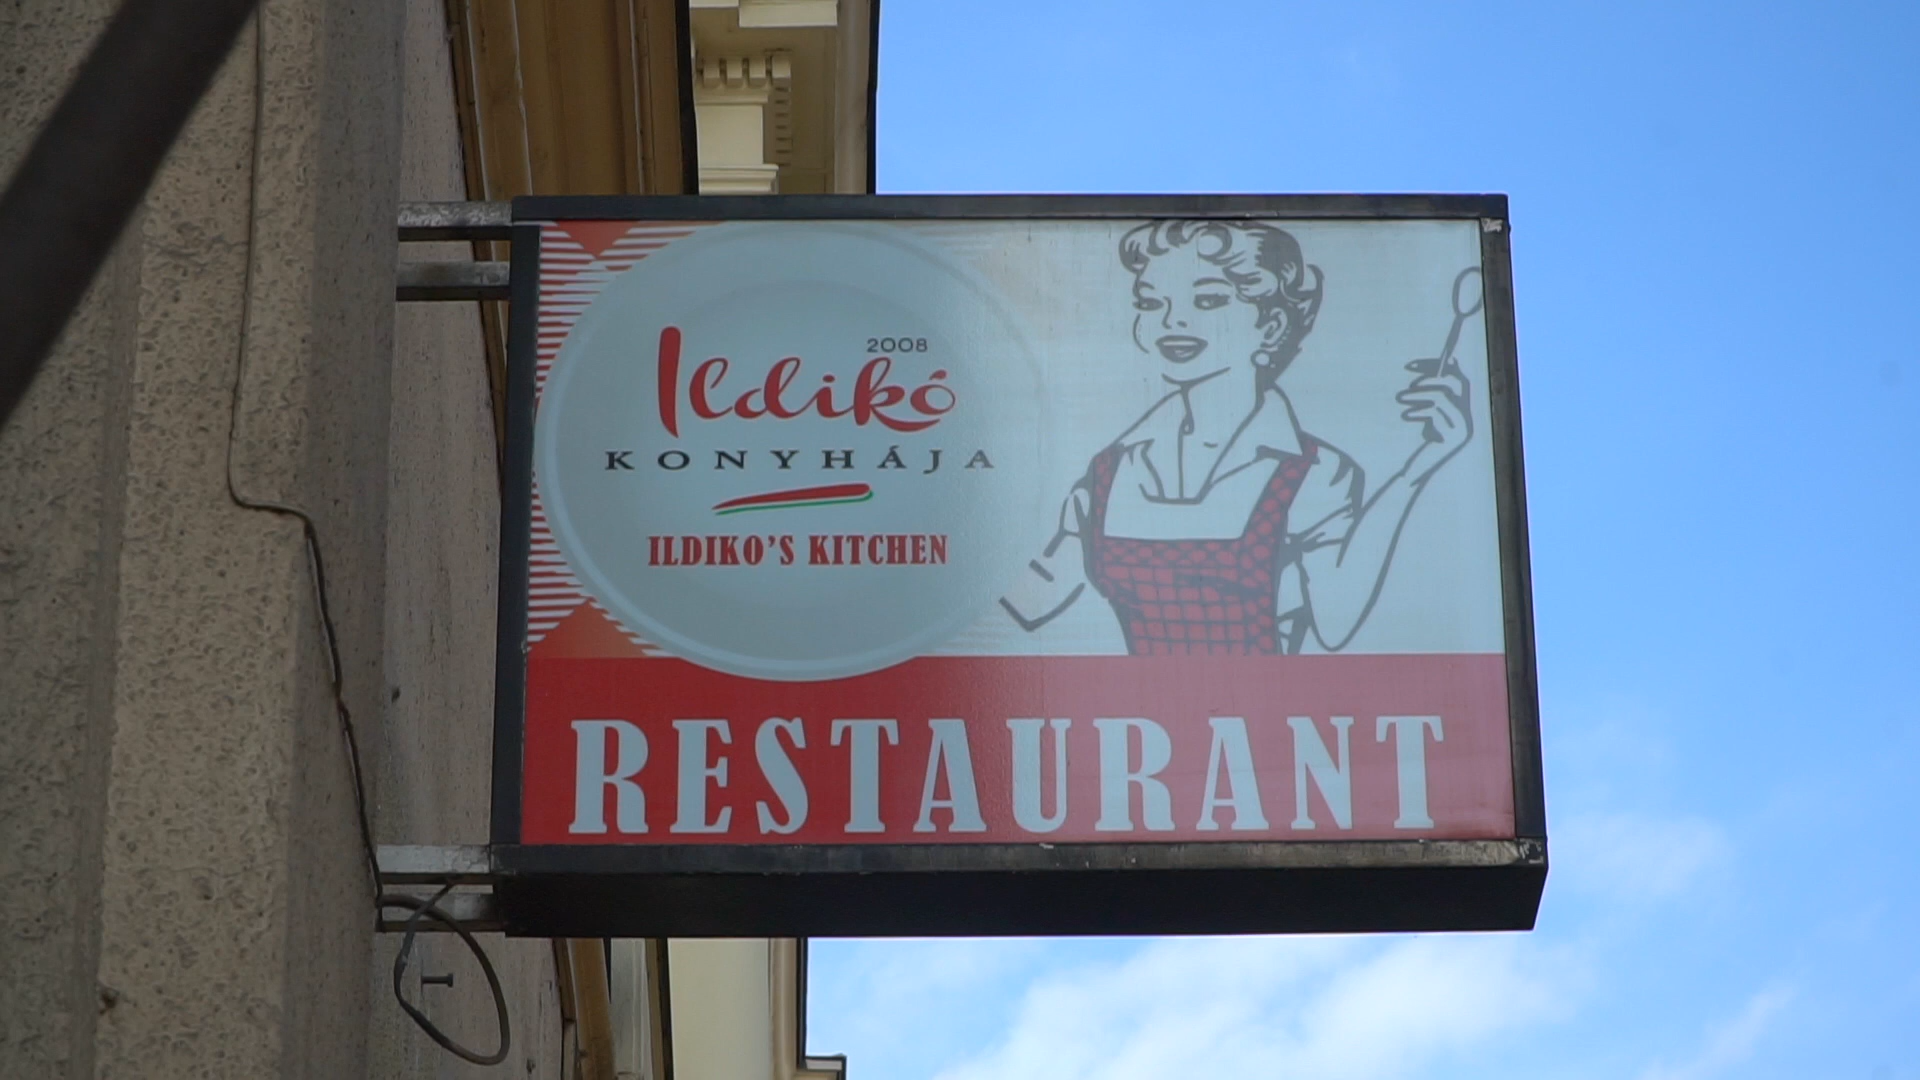 2008
Ildikó
KONYHÁJA
ILDIKO'S KITCHEN
RESTAURANT